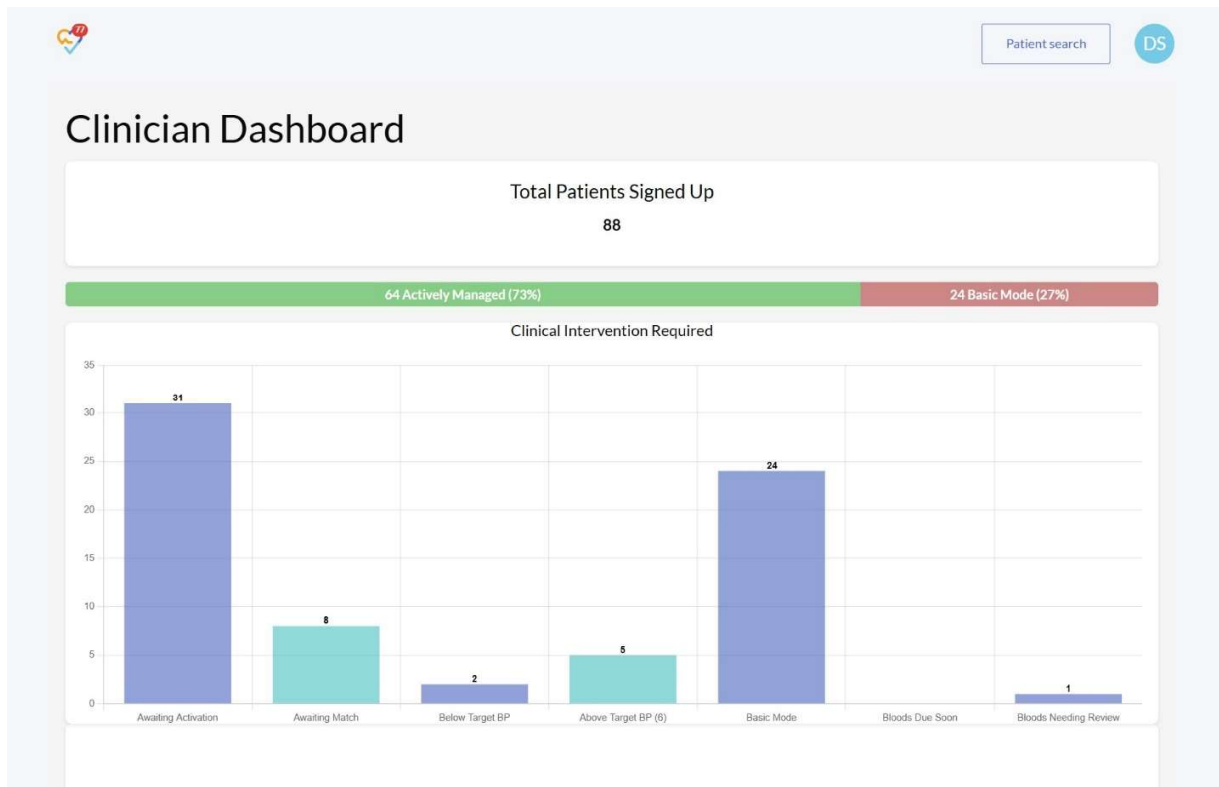 77
Patient search
DS
Clinician Dashboard
Total Patients Signed Up
88
64 Actively Managed (73%)
24 Basic Mode (27%)
Clinical Intervention Required
35
30
25
20
15
10
5
0
31
8
2
5
24
1
Awaiting Activation
Awaiting Match
Below Target BP
Above Target BP (6)
Basic Mode
Bloods Due Soon
Bloods Needing Review